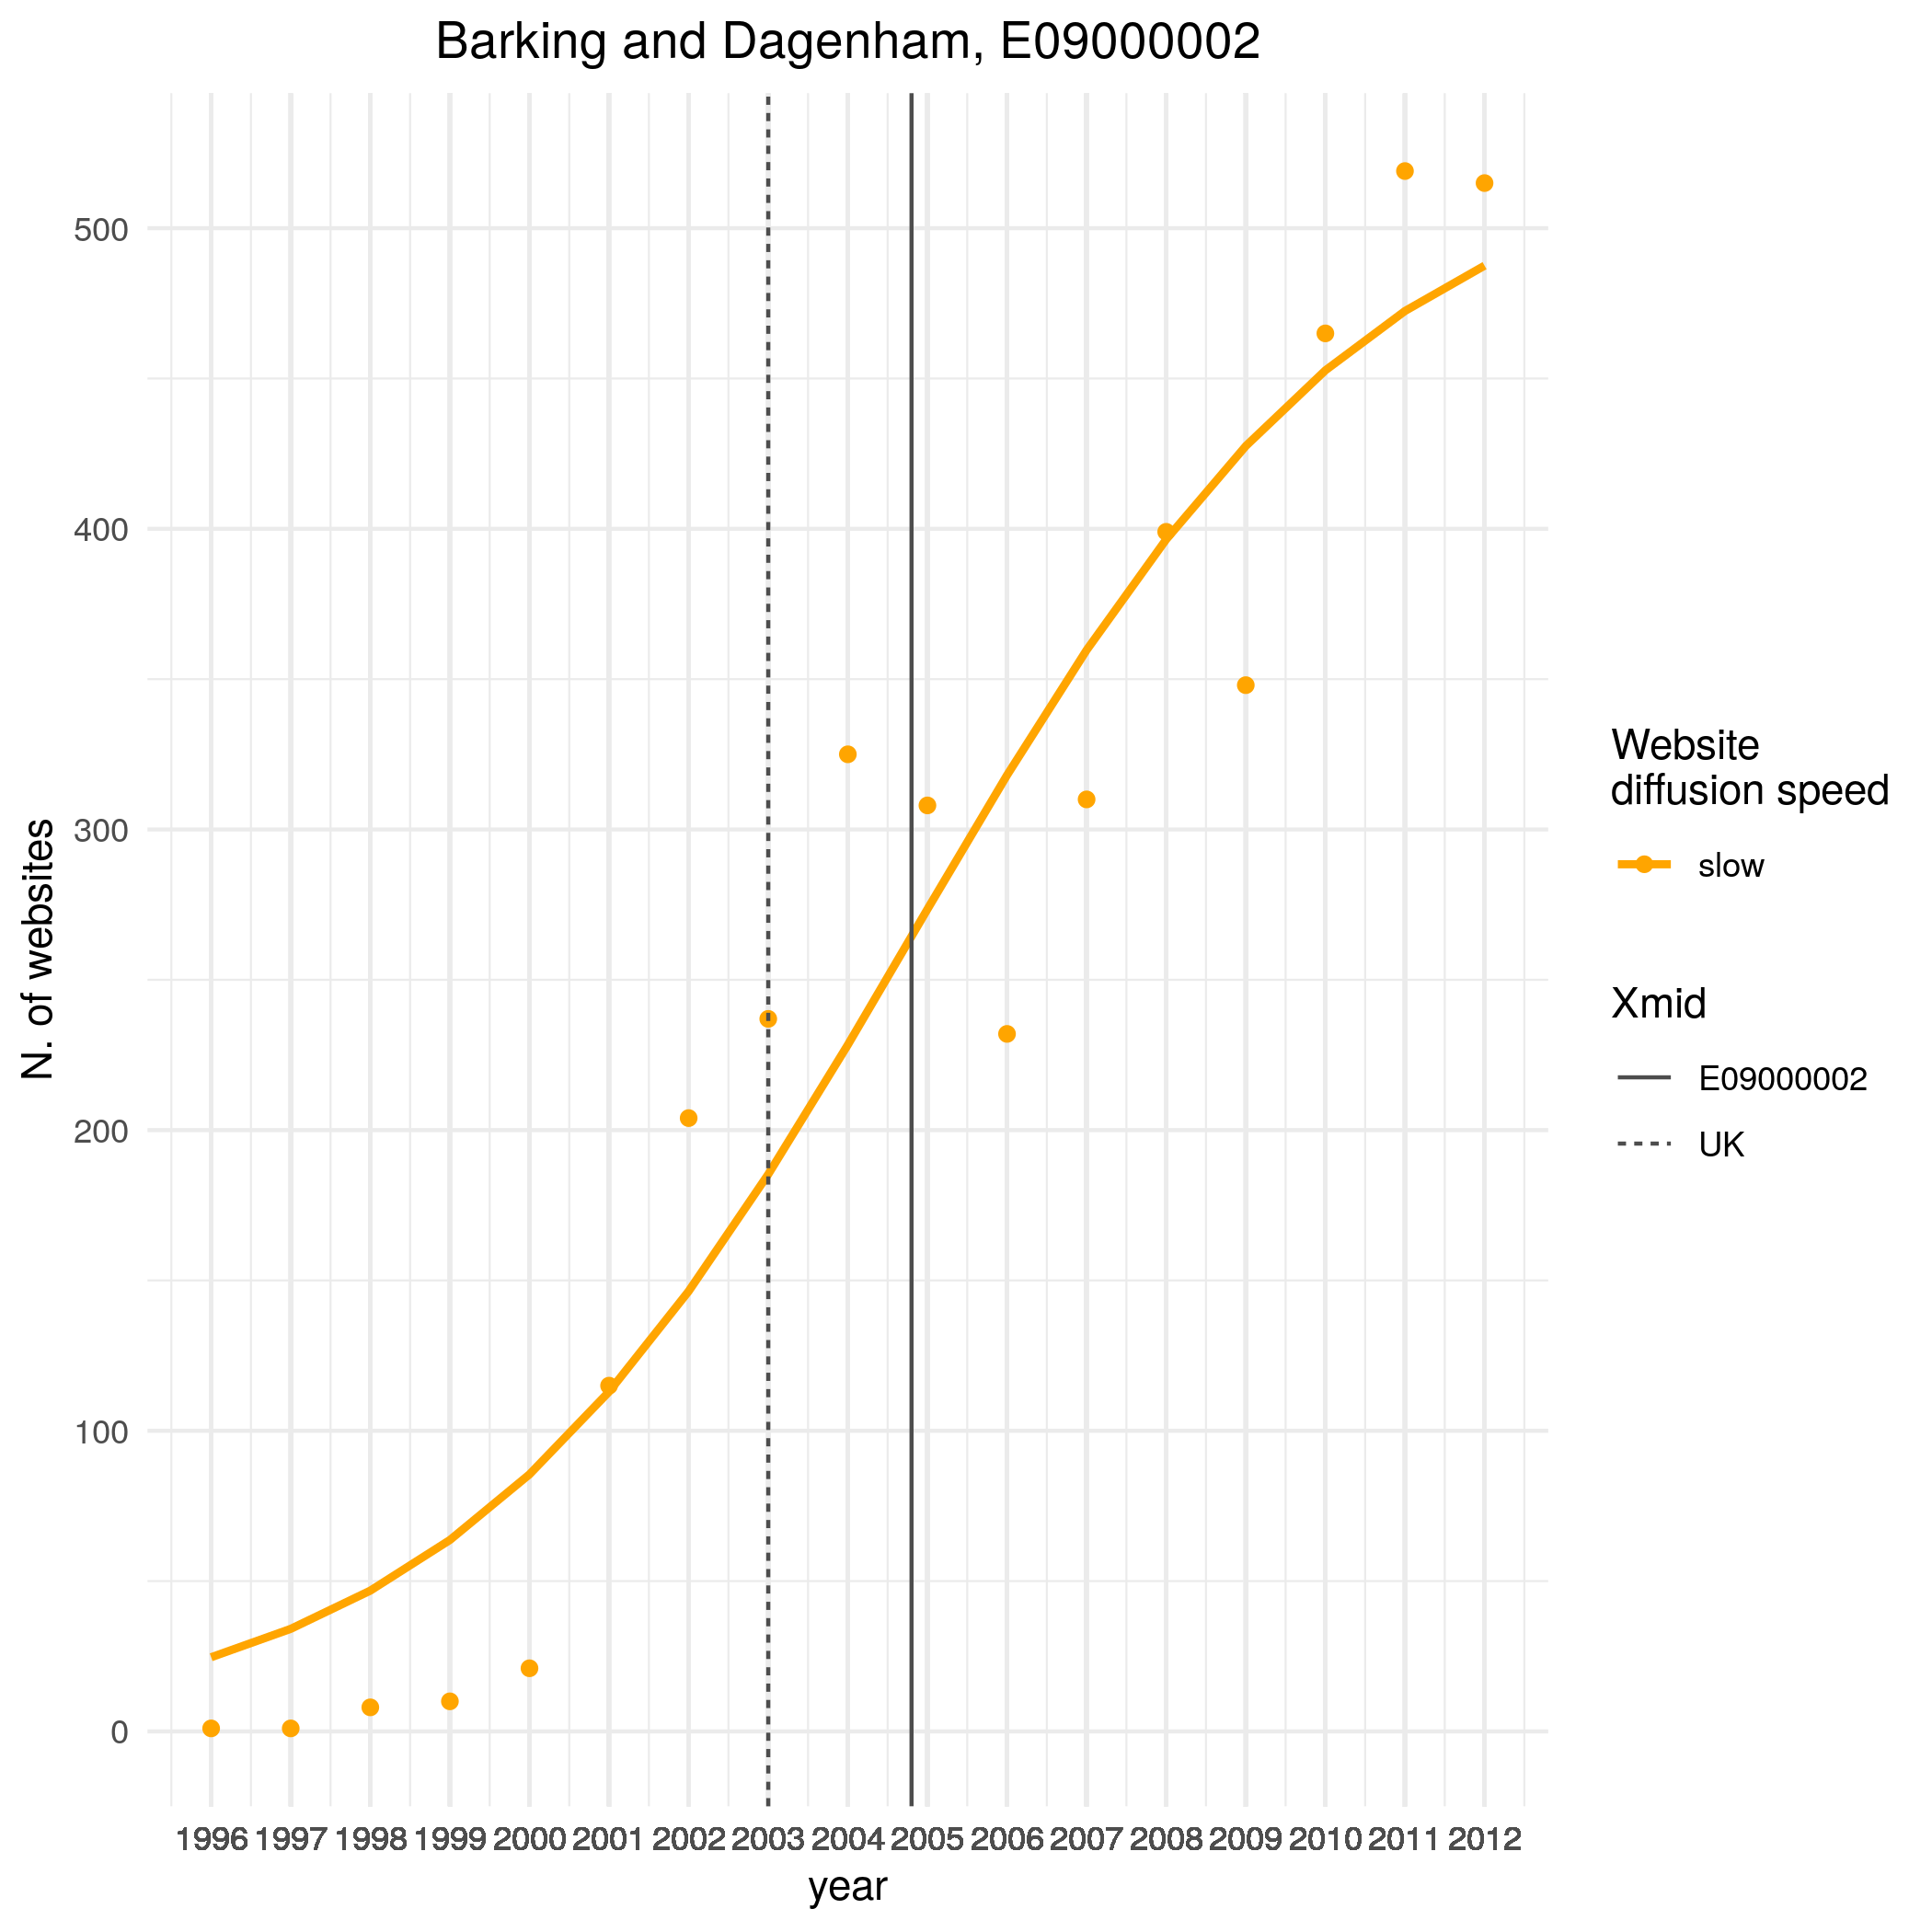 Barking and Dagenham, E09000002
N. of websites
500
400
300
200
100
0
1996 1997 1998 1999 2000 2001 2002 2003 2004 2005 2006 2007 2008 2009 2010 2011 2012
year
Website
diffusion speed
slow
Xmid
E09000002
UK